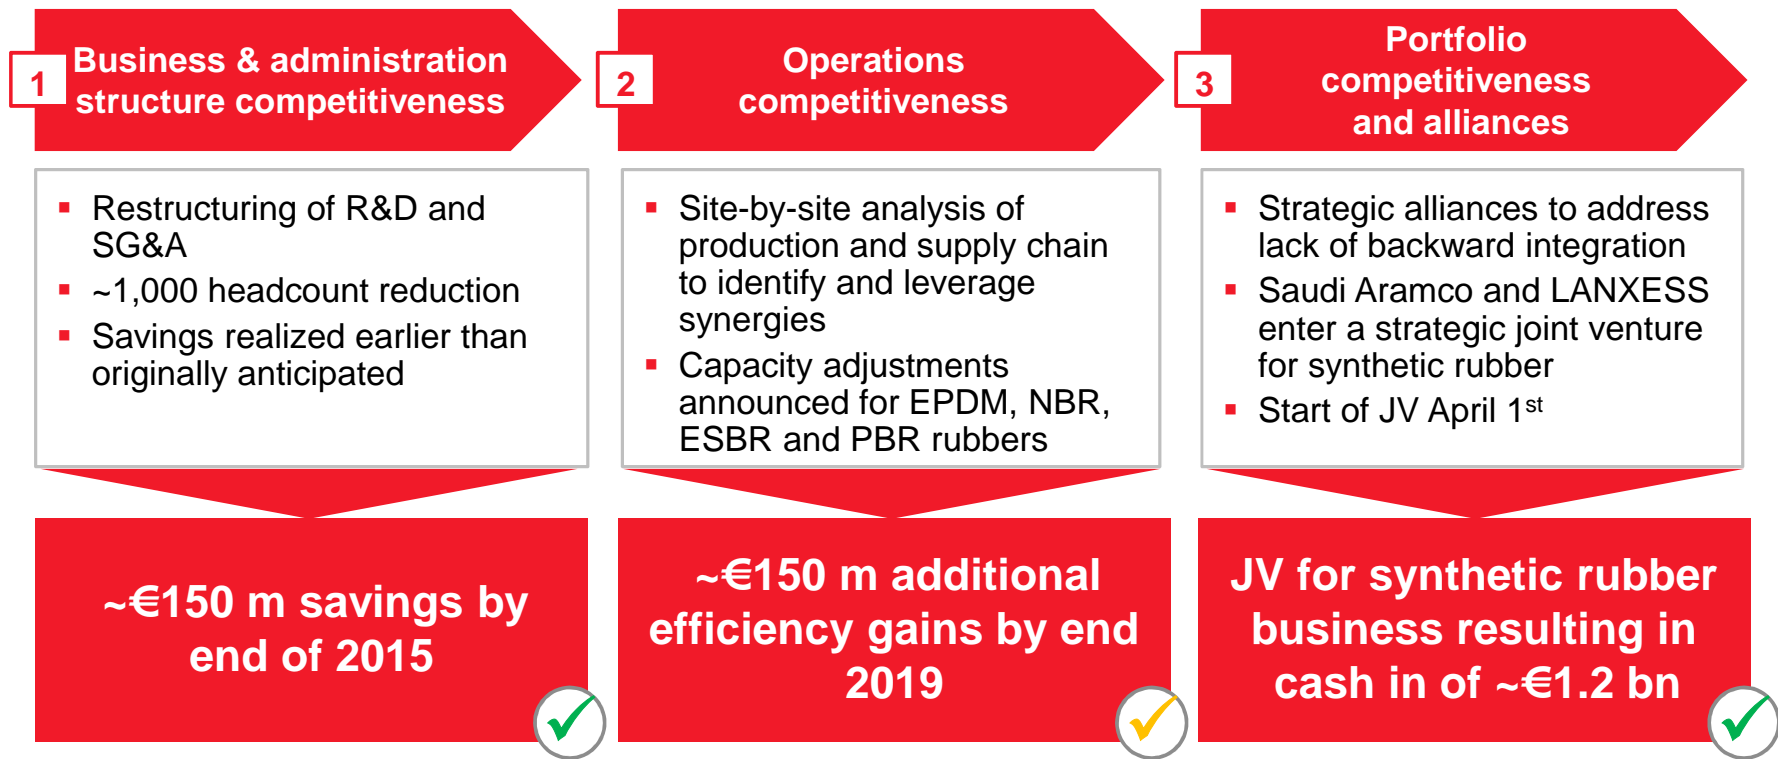 1
Business & administration
structure competitiveness
▪ Restructuring of R&D and
SG&A
▪ ~1,000 headcount reduction
▪ Savings realized earlier than
originally anticipated
~€150 m savings by
end of 2015
2
Operations
competitiveness
▪ Site-by-site analysis of
production and supply chain
to identify and leverage
synergies
▪ Capacity adjustments
announced for EPDM, NBR,
ESBR and PBR rubbers
~€150 m additional
efficiency gains by end
2019
3
Portfolio
competitiveness
and alliances
▪ Strategic alliances to address
lack of backward integration
▪ Saudi Aramco and LANXESS
enter a strategic joint venture
for synthetic rubber
▪ Start of JV April 1st
JV for synthetic rubber
business resulting in
cash in of ~€1.2 bn